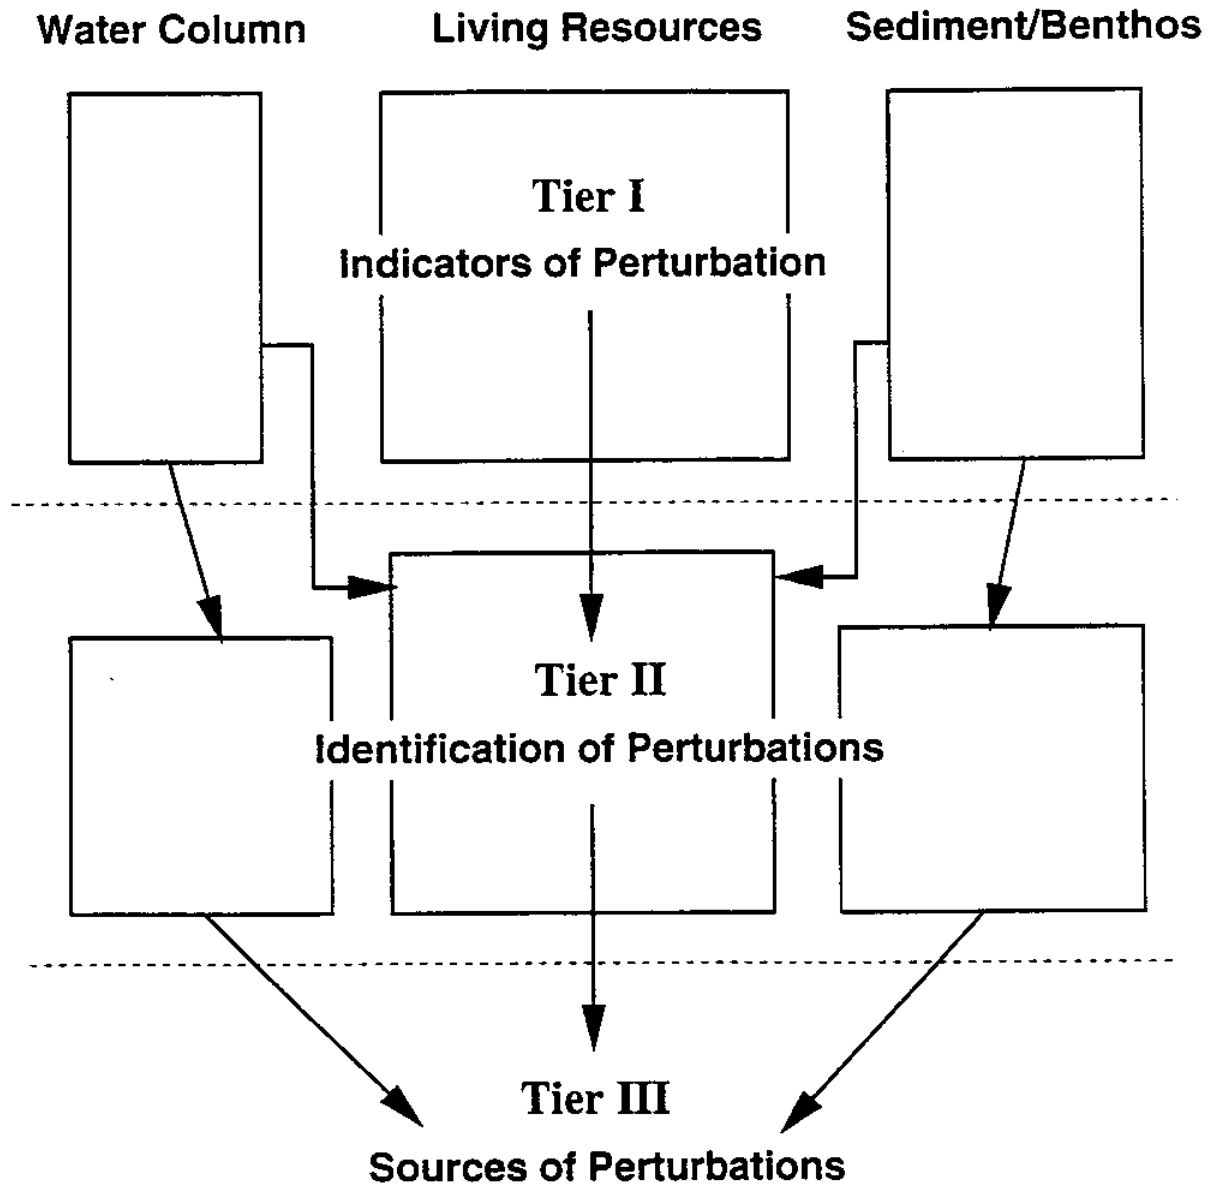 Water Column
Living Resources
Sediment/Benthos
Tier I
Indicators of Perturbation
Tier II
Identification of Perturbations
Tier III
Sources of Perturbations